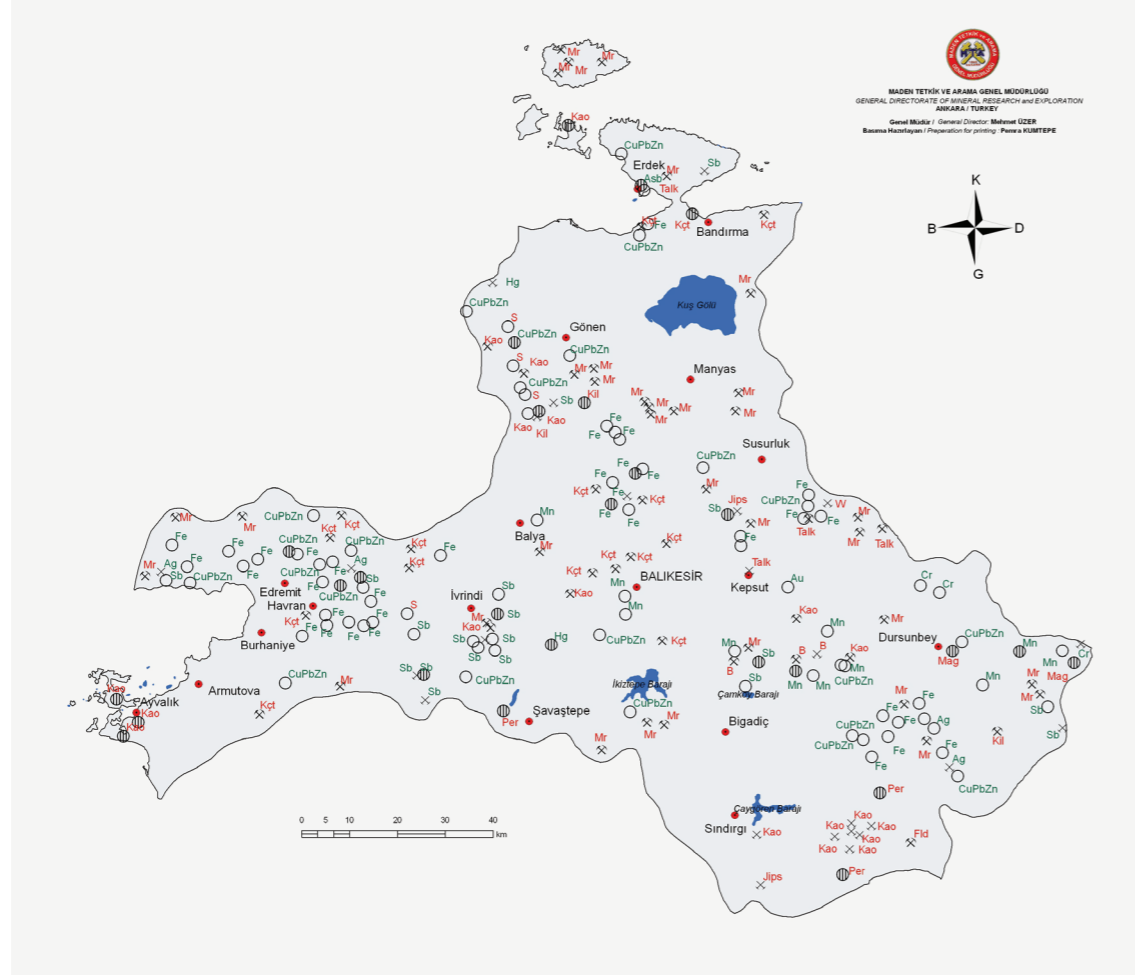 MADEN TETKİK VE ARAMA GENEL MÜDÜRLÜĞÜ
GENERAL DIRECTORATE OF MINERAL RESEARCH and EXPLORATION
ANKARA / TURKEY
Genel Müdür / General Director: Mehmet ÜZER
Basıma Hazırlayan / Preperation for printing : Pemra KUMTEPE
MTA
K
B D
G
Mr Mr
Mr Mr
Kao
CuPbZn
Erdek
Mr Sb
Asb
Talk
Kçt Fe Kçt Kçt
Bandırma
CuPbZn
Hg
Mr
CuPbZn
Kuş Gölü
S
Gönen
CuPbZn
Kao
CuPbZn
S Kao
Mr Mr
Manyas
Mr
CuPbZn
S Sb Kil
Mr Mr Mr Mr
Mr Mr
Kao Kao
Kil
Fe
Fe Fe
Susurluk
CuPbZn
Fe
Fe Fe
Kçt Fe Kçt
Fe
Mr
Jips
Sb
Mr
Fe
Fe
CuPbZn
W
Fe Fe
Mr
Talk
Mr Talk
Mn
Balya
Mr
Kçt
Kçt
Kçt
Mr Mr CuPbZn Kçt
Kçt
Fe Fe Fe CuPbZn Kçt Fe
Mr Ag Fe Fe Ag Kçt
Sb CuPbZn CuPbZn Fe Sb
Edremit
CuPbZn Fe
Havran
Fe
Kçt Fe Fe
Fe Fe
Burhaniye
İvrindi
Sb
S
Mr Sb
Kao
Sb Sb Sb
Sb Sb
Hg
CuPbZn
Kao
Mn
BALIKESİR
Mn
Kçt
Talk
Kepsut
Au
Cr
Cr
Kao
Mn
Mr
Dursunbey
CuPbZn
Mag
Mn
Mn Cr
Mag
Mn Mr
Sb
B
B
B Kao
Mn
Mn
CuPbZn
Sb
Mn
Mr
Mr
Sb
Sb Sb
Sb
CuPbZn
CuPbZn
Mr
Kçt
Armutova
Kao
Ayvalık
Kao
Kao
Per
Şavaştepe
İkiztepe Barajı
Çamköy Barajı
CuPbZn
Mr
Mr
Mr
Bigadiç
Mr Fe
Fe Fe Ag
CuPbZn
CuPbZn Fe Mr Fe
Fe Ag
CuPbZn
Kil
Per
Çaygören Barajı
Sındırgı
Kao
Kao
Kao Kao
Kao Kao
Fld
Per
Jips
0 5 10 20 30 40
km